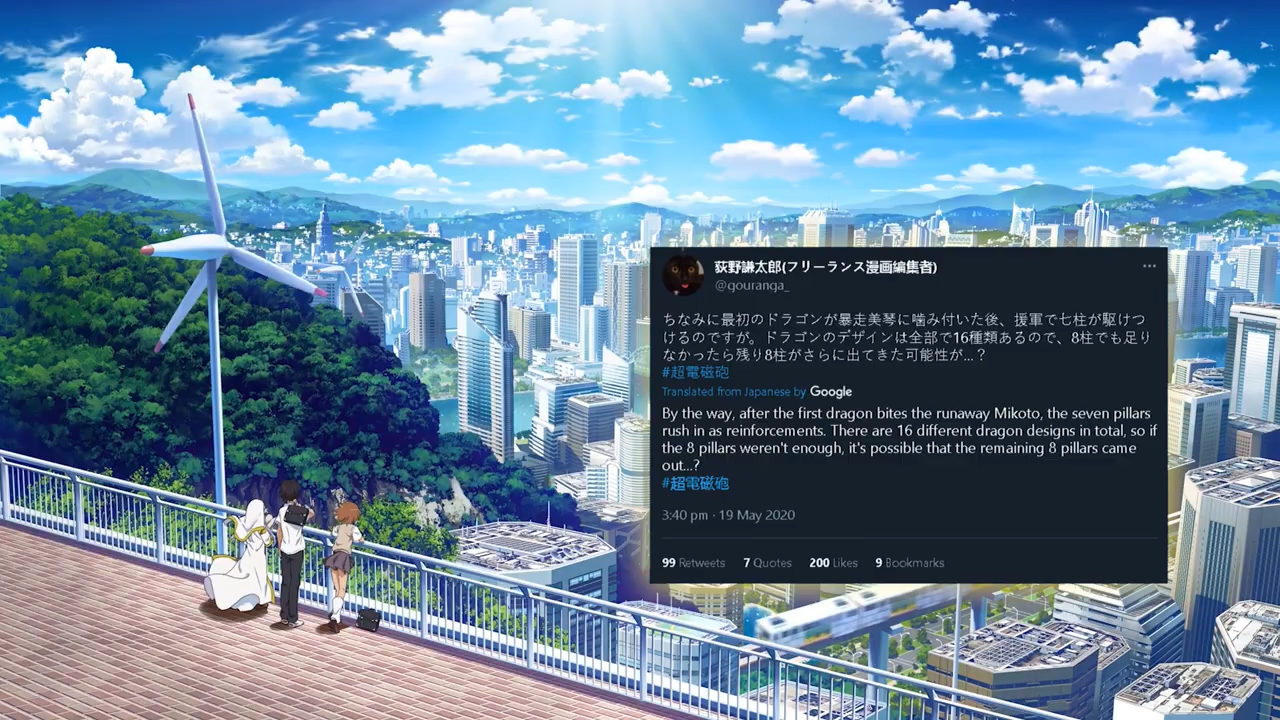 荻野謙太郎(フリーランス漫画編集者)
@gouranga_
ちなみに最初のドラゴンが暴走美琴に噛み付いた後、援軍で七柱が駆けつ
けるのですが。ドラゴンのデザインは全部で16種類あるので、8柱でも足り
なかったら残り8柱がさらに出てきた可能性が...？
#超電磁砲
Translated from Japanese by Google
By the way, after the first dragon bites the runaway Mikoto, the seven pillars
rush in as reinforcements. There are 16 different dragon designs in total, so if
the 8 pillars weren't enough, it's possible that the remaining 8 pillars came
out...?
#超電磁砲
3:40 pm · 19 May 2020
99 Retweets 7 Quotes 200 Likes 9 Bookmarks